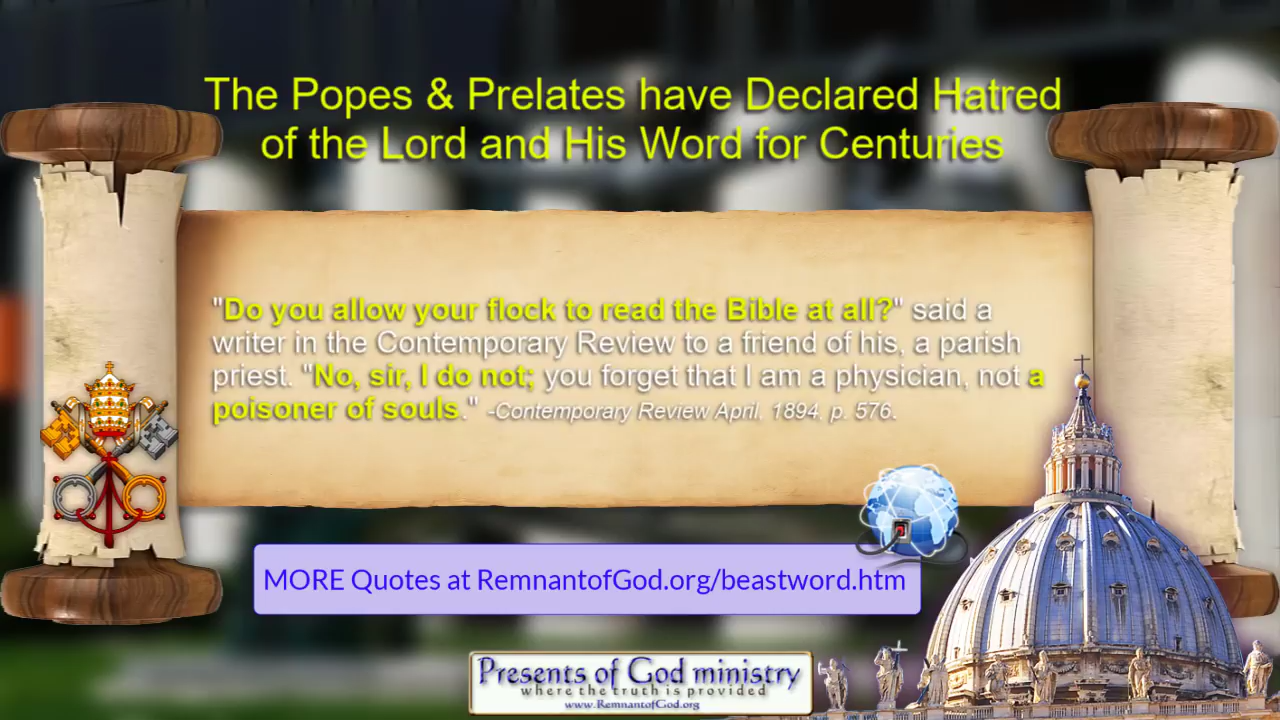 The Popes & Prelates have Declared Hatred
of the Lord and His Word for Centuries
"Do you allow your flock to read the Bible at all?" said a
writer in the Contemporary Review to a friend of his, a parish
priest. "No, sir, I do not; you forget that I am a physician, not a
poisoner of souls." -Contemporary Review April. 1894, p. 576.
MORE Quotes at RemnantofGod.org/beastword.htm
Presents of God ministry
where the truth is provided
www.RemnantofGod.org